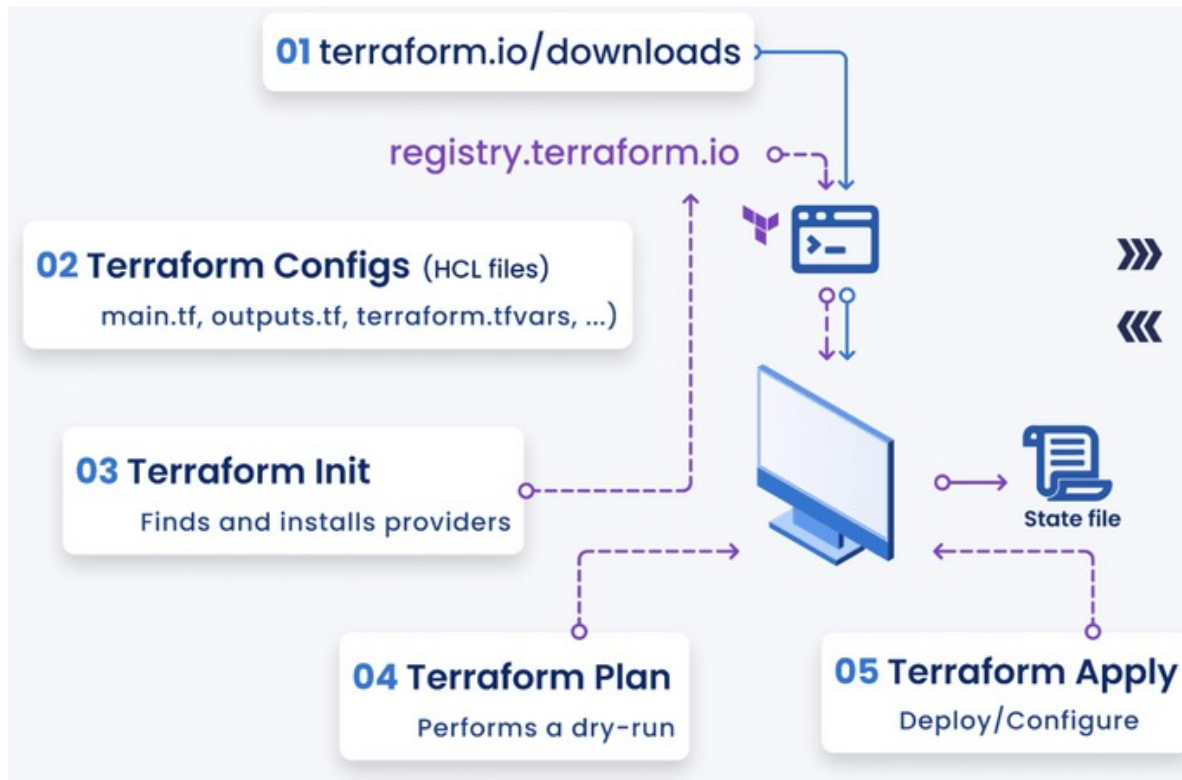 01 terraform.io/downloads
registry.terraform.io
02 Terraform Configs (HCL files)
main.tf, outputs.tf, terraform.tfvars, ...)
03 Terraform Init
Finds and installs providers
State file
04 Terraform Plan
Performs a dry-run
05 Terraform Apply
Deploy/Configure